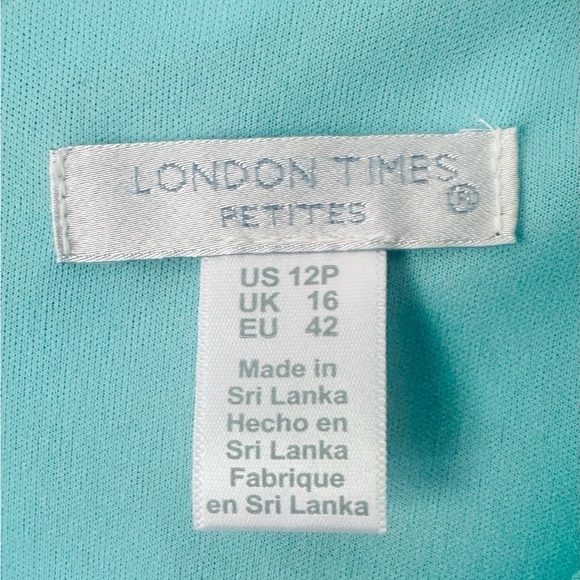 LONDON TIMES ®
PETITES
US 12P
UK 16
EU 42
Made in
Sri Lanka
Hecho en
Sri Lanka
Fabrique
en Sri Lanka